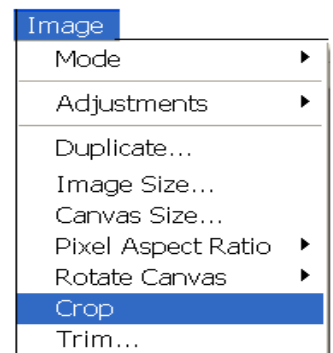 Image
Mode
Adjustments
Duplicate...
Image Size...
Canvas Size...
Pixel Aspect Ratio
Rotate Canvas
Crop
Trim...